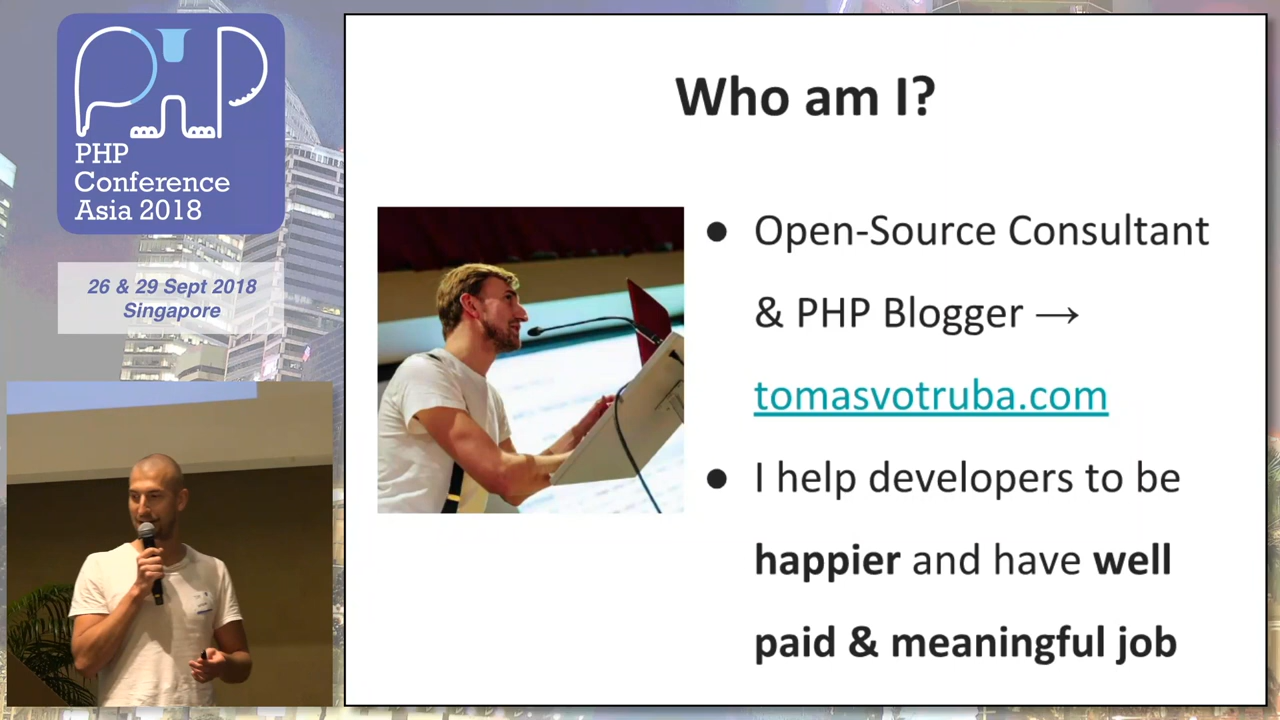 PHP
PHP
Conference
Asia 2018
26 & 29 Sept 2018
Singapore
Who am I?
● Open-Source Consultant
& PHP Blogger →
tomasvotruba.com
● I help developers to be
happier and have well
paid & meaningful job